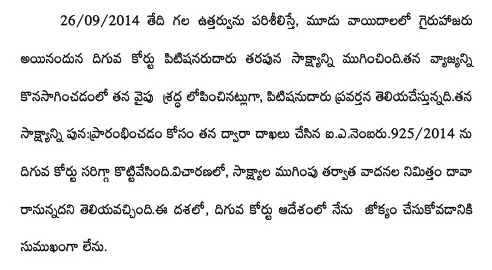 26/09/2014 తేది గల ఉత్తర్వును పరిశీలిస్తే, మూడు వాయిదాలలో గైరుహాజరు
అయినందున దిగువ కోర్టు పిటిషనరుదారు తరపున సాక్ష్యాన్ని ముగించింది.తన వ్యాజ్యన్ని
కొనసాగించడంలో తన వైపు శ్రద్ధ లోపించినట్లుగా, పిటిషనుదారు ప్రవర్తన తెలియచేస్తున్నది.తన
సాక్ష్యాన్ని పున:ప్రారంభించడం కోసం తన ద్వారా దాఖలు చేసిన ఐ.ఎ.నెంబరు.925/2014 ను
దిగువ కోర్టు సరిగ్గా కొట్టివేసింది.విచారణలో, సాక్ష్యాల ముగింపు తర్వాత వాదనల నిమిత్తం దావా
రానున్నదని తెలియవచ్చింది.ఈ దశలో, దిగువ కోర్టు ఆదేశంలో నేను జోక్యం చేసుకోవడానికి
సుముఖంగా లేను.